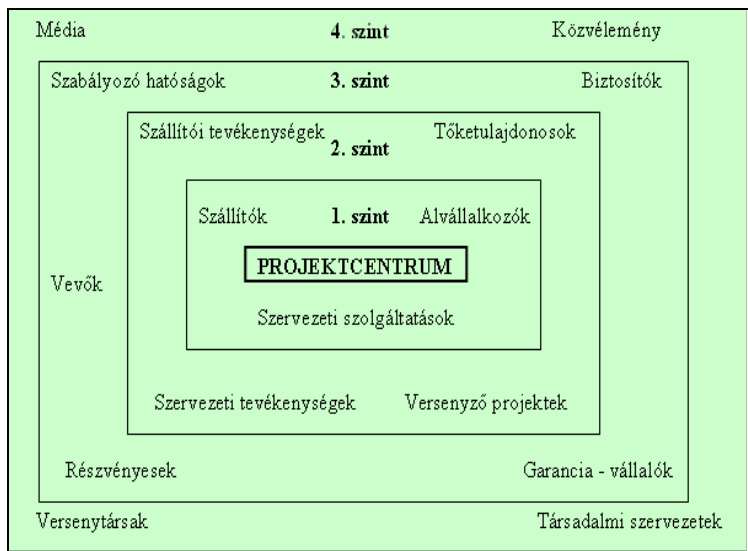 Média 4. szint Közvélemény
Szabályozó hatóságok 3. szint Biztosítók
Szállítói tevékenységek 2. szint Tőketulajdonosok
Szállítók 1. szint Alvállalkozók
PROJEKTCENTRUM
Vevők
Szervezeti szolgáltatások
Szervezeti tevékenységek Versenyző projektek
Részvényesek Garancia - vállalók
Versenytársak Társadalmi szervezetek